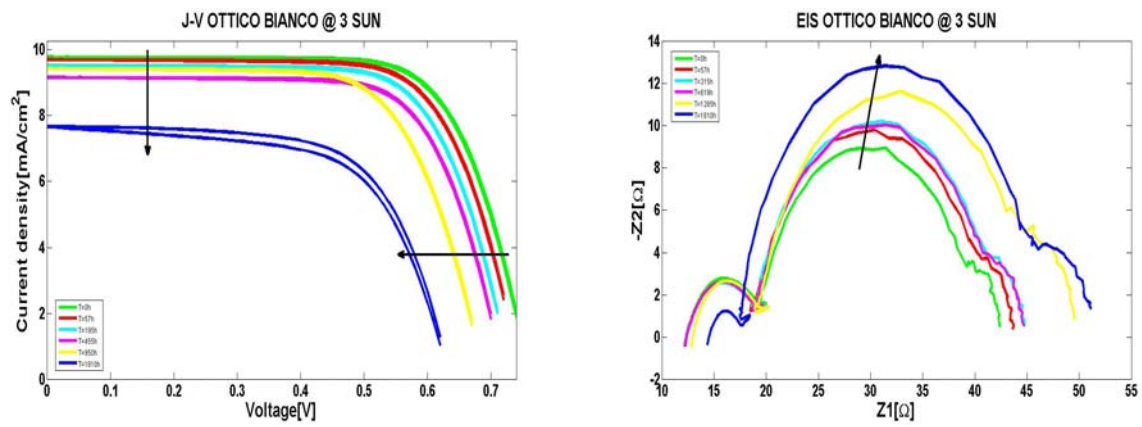 J-V OTTICO BIANCO @ 3 SUN
Current density[mA/cm²]
10
8
6
4
2
0
T=0h
T=57h
T=195h
T=455h
T=950h
T=1810h
0 0.1 0.2 0.3 0.4 0.5 0.6 0.7
Voltage[V]
EIS OTTICO BIANCO @ 3 SUN
-Z2[Ω]
14
12
10
8
6
4
2
0
-2
T=0h
T=57h
T=315h
T=619h
T=1285h
T=1810h
10 15 20 25 30 35 40 45 50 55
Z1[Ω]